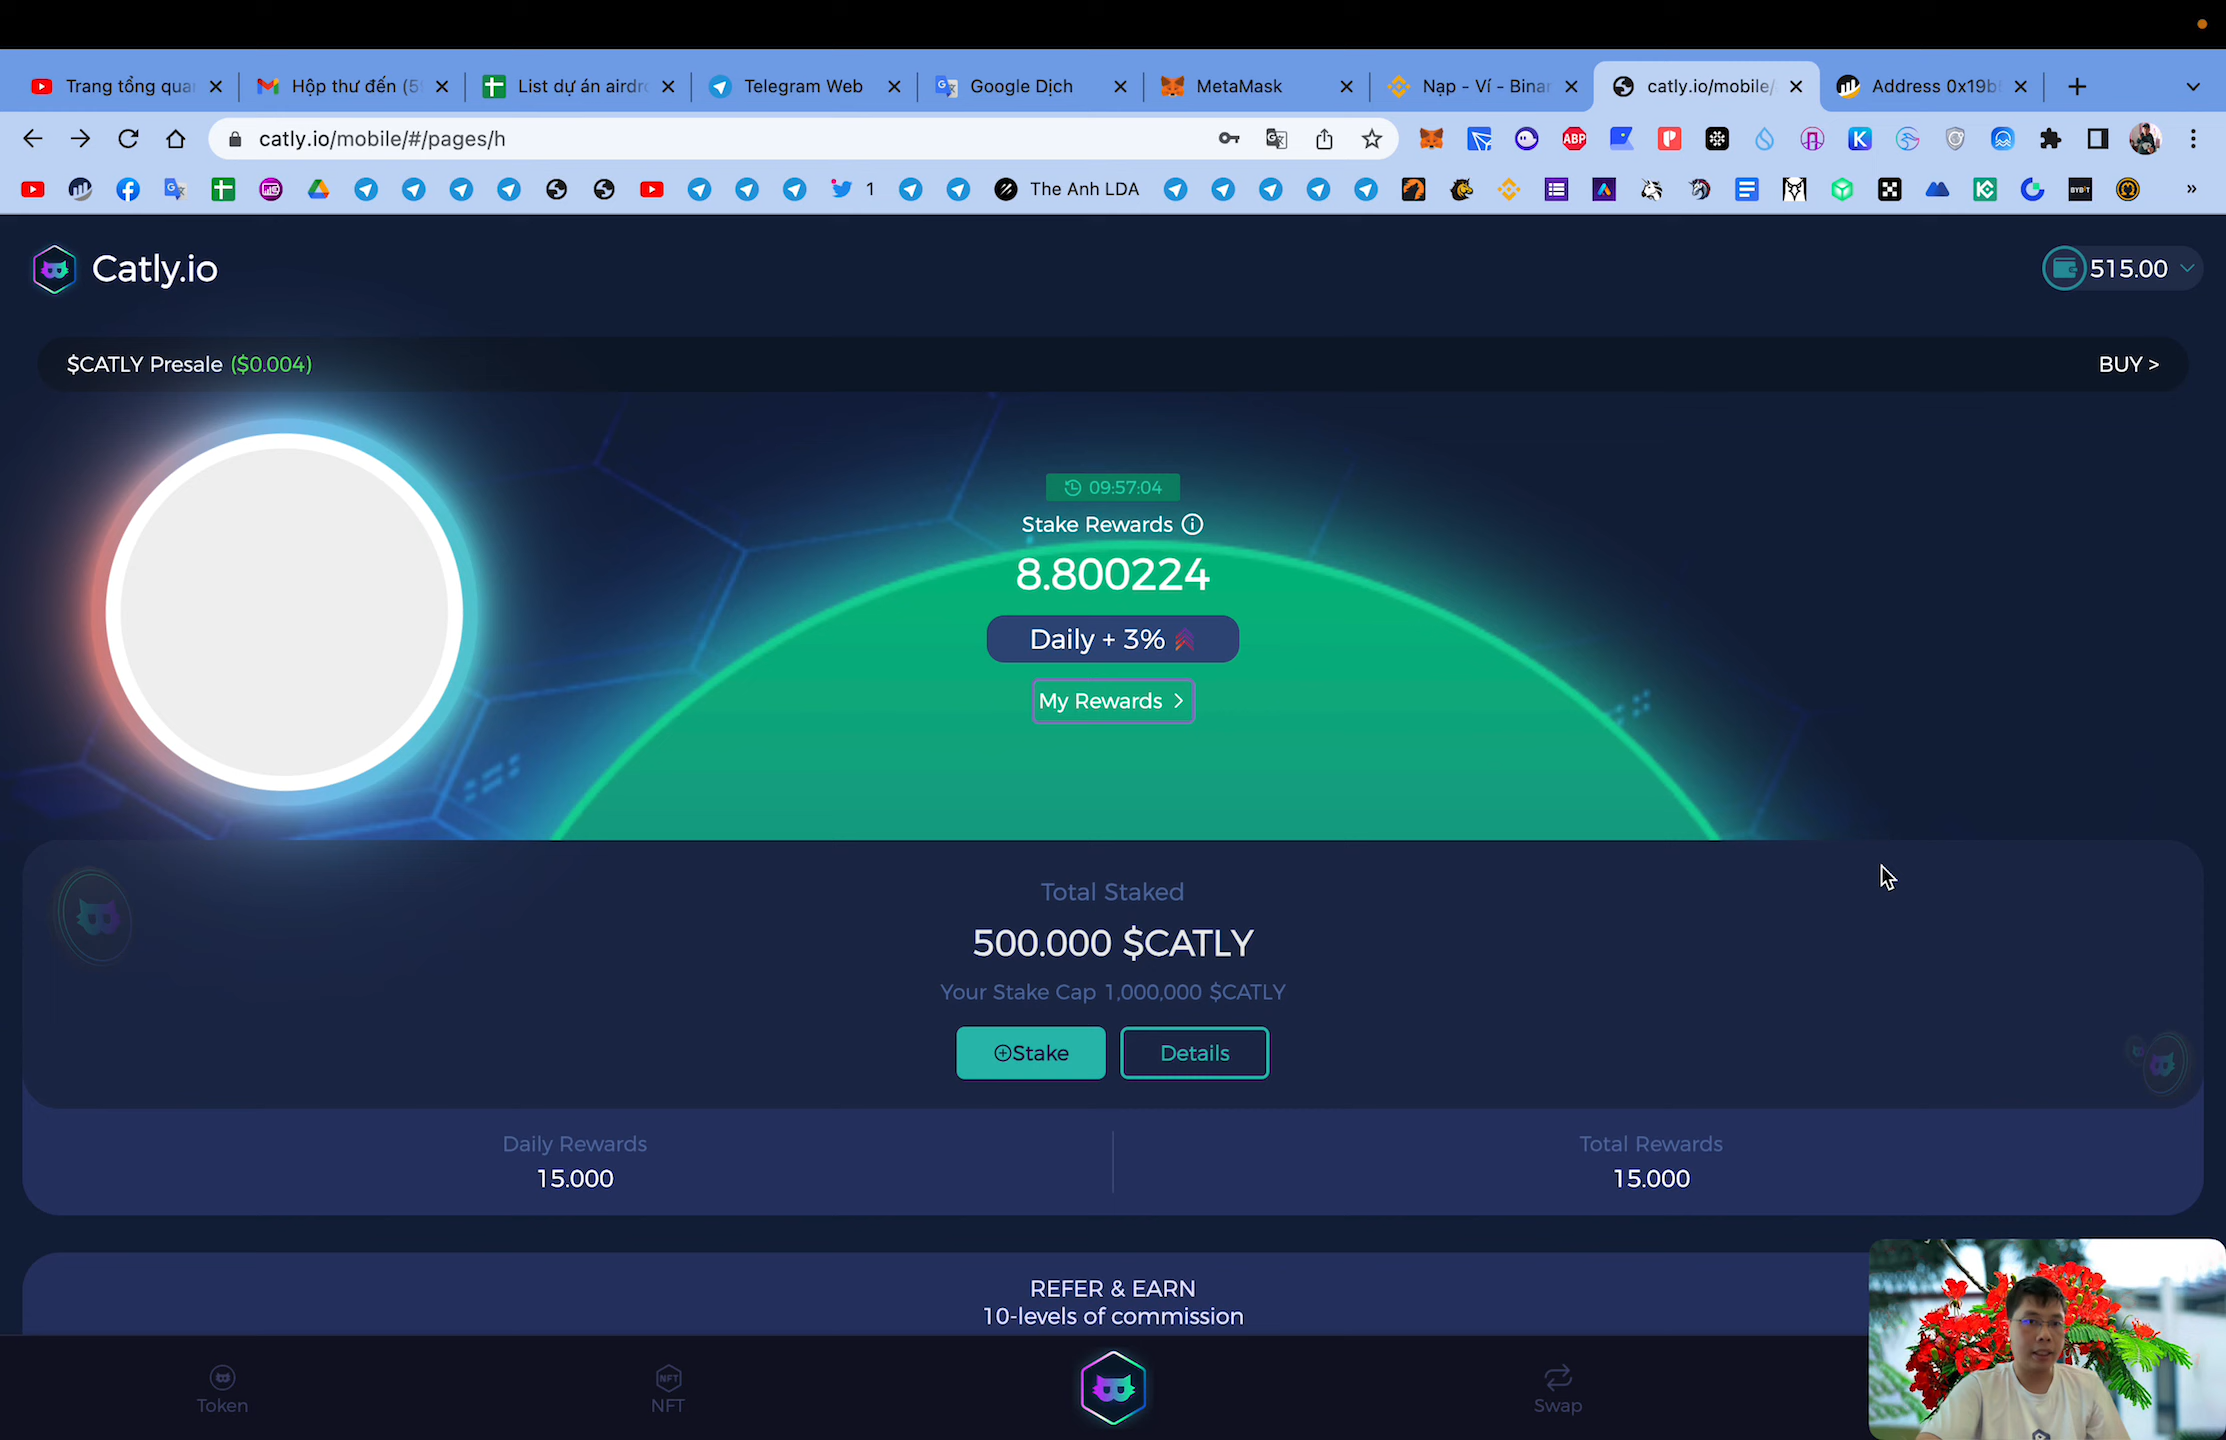 Trang tổng qua
Hộp thư đến (5
List dự án airdr
Telegram Web
Google Dịch
MetaMask
Nạp - Ví - Binan
catly.io/mobile/
Address 0x19b
catly.io/mobile/#/pages/h
ABP
K
1
The Anh LDA
BYBIT
Catly.io
515.00
$CATLY Presale ($0.004)
BUY >
09:57:04
Stake Rewards
8.800224
Daily + 3%
My Rewards >
Total Staked
500.000 $CATLY
Your Stake Cap 1,000,000 $CATLY
Stake
Details
Daily Rewards
15.000
Total Rewards
15.000
REFER & EARN
10-levels of commission
Token
NFT
NFT
Swap